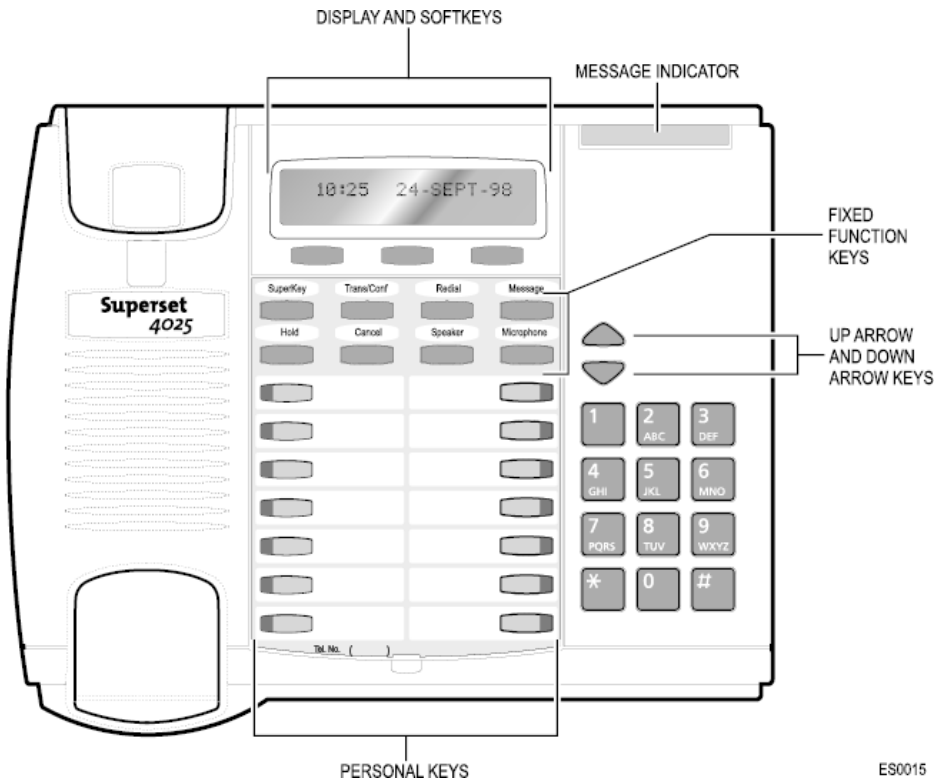 DISPLAY AND SOFTKEYS
MESSAGE INDICATOR
10:25 24-SEPT-98
FIXED
FUNCTION
KEYS
SuperKey Trans/Conf Redial Message
Superset
4025
Hold Cancel Speaker Microphone
UP ARROW
AND DOWN
ARROW KEYS
1 2 3
ABC DEF
4 5 6
GHI JKL MNO
7 8 9
PQRS TUV WXYZ
* 0 #
Tel. No. ( )
PERSONAL KEYS
ES0015